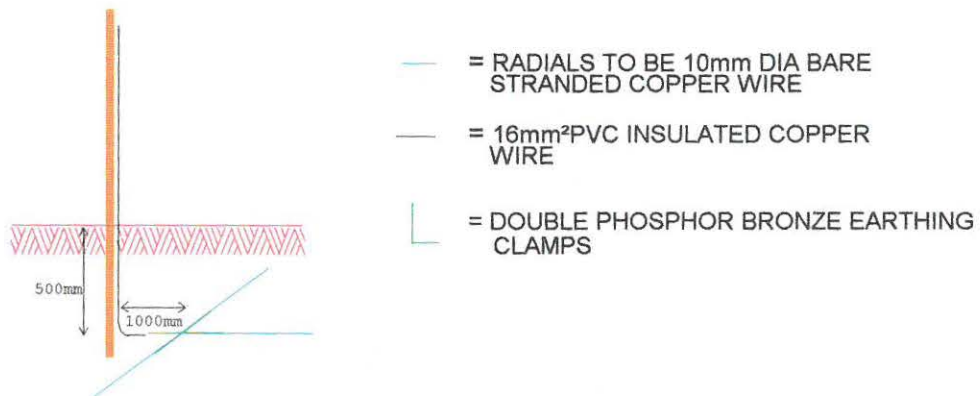 = RADIALS TO BE 10mm DIA BARE
STRANDED COPPER WIRE
= 16mm²PVC INSULATED COPPER
WIRE
= DOUBLE PHOSPHOR BRONZE EARTHING
CLAMPS
500mm
1000mm